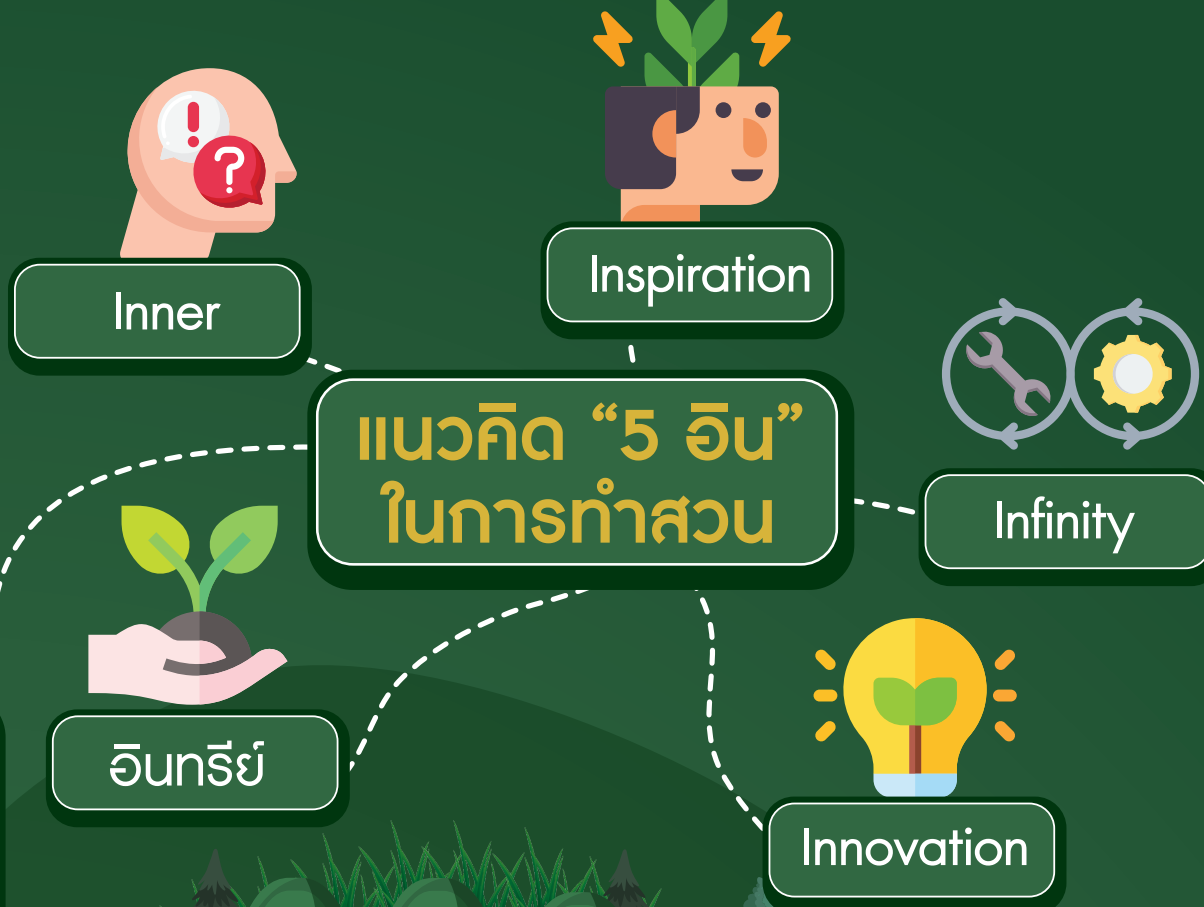 Inspiration
Inner
แนวคิด “5 อิน”
ในการทำสวน
Infinity
อินทรีย์
Innovation